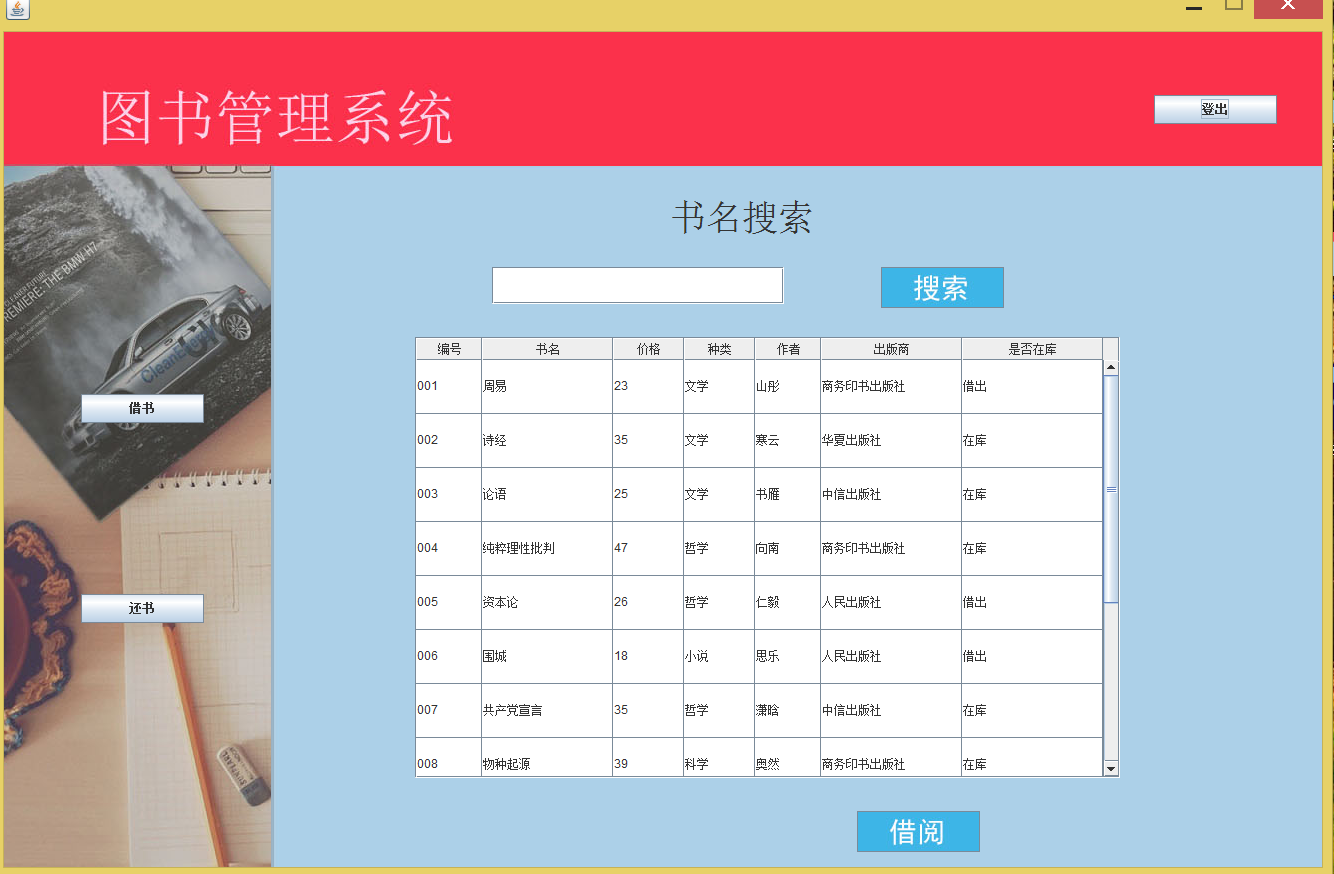 图书管理系统
登出
CLEANER FUTURE
PREMIERE: THE BMW H7
借书
还书
书名搜索
搜索
编号 书名 价格 种类 作者 出版商 是否在库
001 周易 23 文学 山彤 商务印书出版社 借出
002 诗经 35 文学 寒云 华夏出版社 在库
003 论语 25 文学 书雁 中信出版社 在库
004 纯粹理性批判 47 哲学 向南 商务印书出版社 在库
005 资本论 26 哲学 仁毅 人民出版社 借出
006 围城 18 小说 思乐 人民出版社 借出
007 共产党宣言 35 哲学 潇晗 中信出版社 在库
008 物种起源 39 科学 奥然 商务印书出版社 在库
借阅